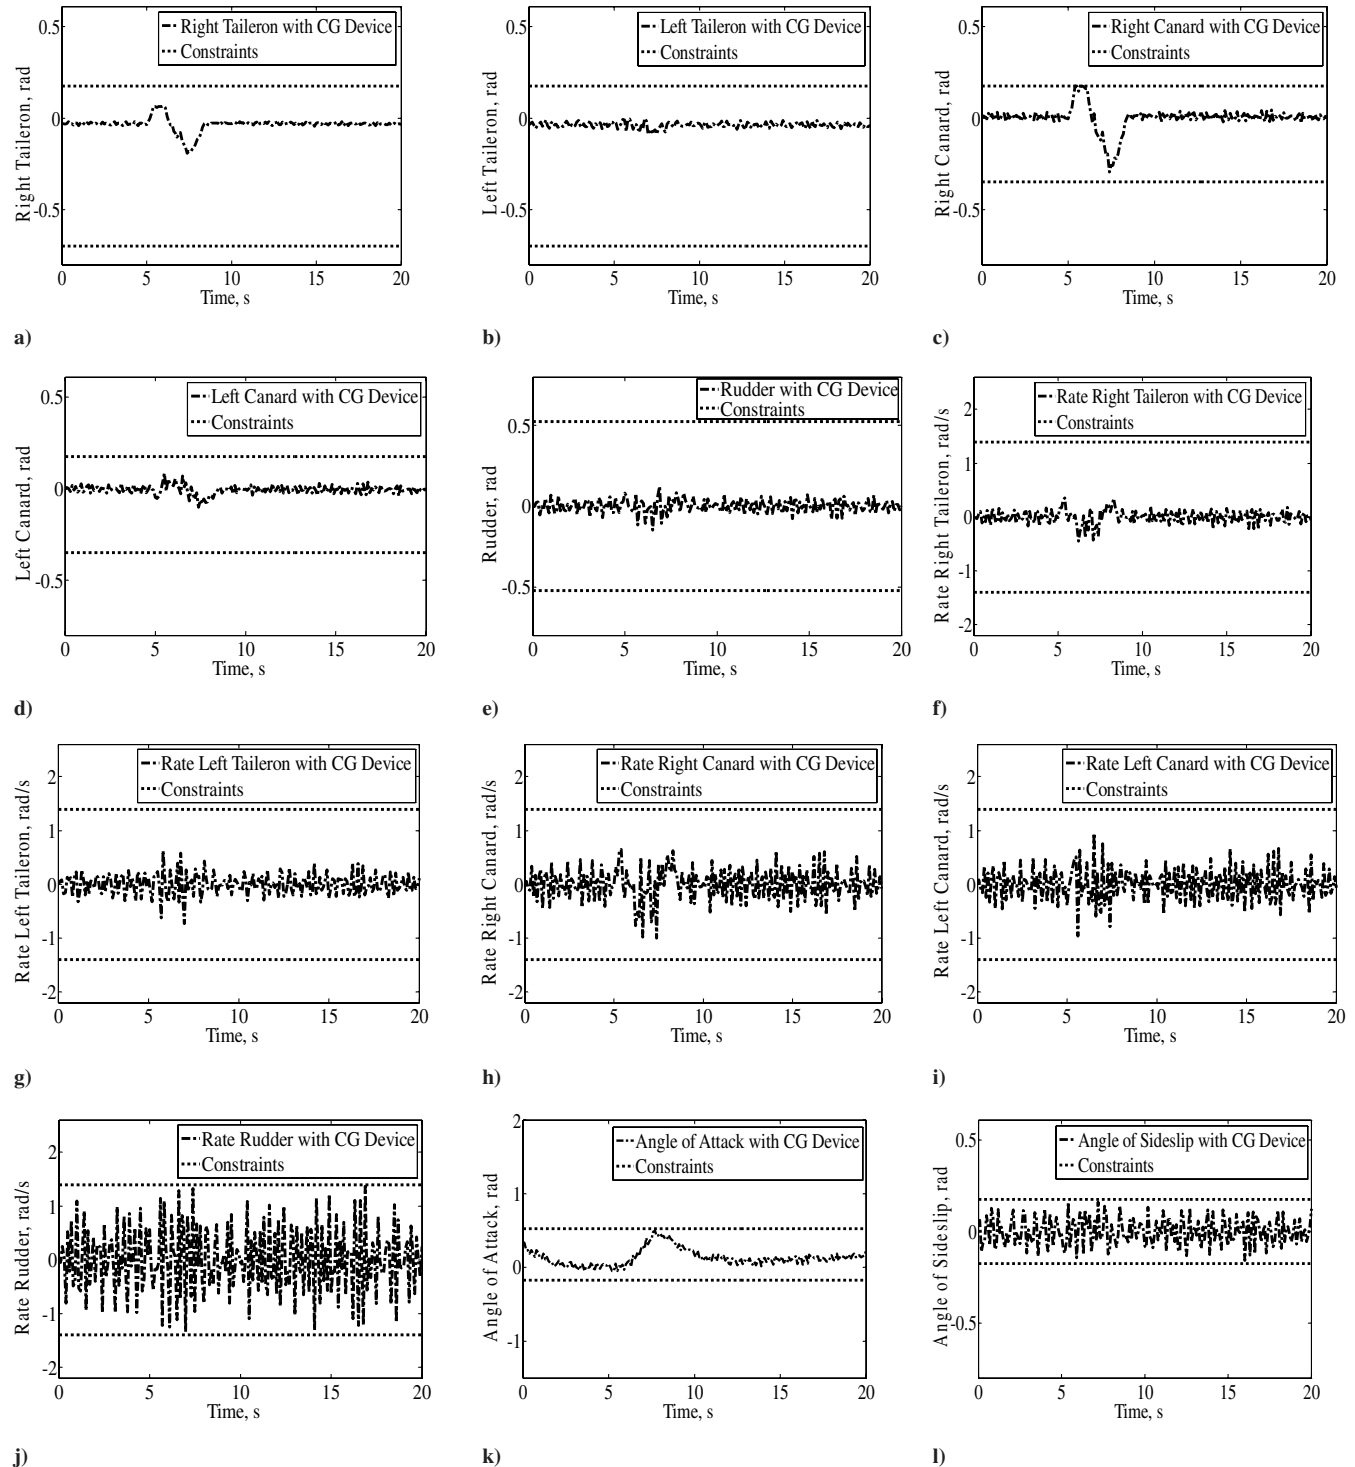 Right Taileron with CG Device
Constraints
0.5
0
-0.5
Right Taileron, rad
0 5 10 15 20
Time, s
a)
Left Taileron with CG Device
Constraints
0.5
0
-0.5
Left Taileron, rad
0 5 10 15 20
Time, s
b)
Right Canard with CG Device
Constraints
0.5
0
-0.5
Right Canard, rad
0 5 10 15 20
Time, s
c)
Left Canard with CG Device
Constraints
0.5
0
-0.5
Left Canard, rad
0 5 10 15 20
Time, s
d)
Rudder with CG Device
Constraints
0.5
0
-0.5
Rudder, rad
0 5 10 15 20
Time, s
e)
Rate Right Taileron with CG Device
Constraints
2
1
0
-1
-2
Rate Right Taileron, rad/s
0 5 10 15 20
Time, s
f)
Rate Left Taileron with CG Device
Constraints
2
1
0
-1
-2
Rate Left Taileron, rad/s
0 5 10 15 20
Time, s
g)
Rate Right Canard with CG Device
Constraints
2
1
0
-1
-2
Rate Right Canard, rad/s
0 5 10 15 20
Time, s
h)
Rate Left Canard with CG Device
Constraints
2
1
0
-1
-2
Rate Left Canard, rad/s
0 5 10 15 20
Time, s
i)
Rate Rudder with CG Device
Constraints
2
1
0
-1
-2
Rate Rudder, rad/s
0 5 10 15 20
Time, s
j)
Angle of Attack with CG Device
Constraints
2
1
0
-1
Angle of Attack, rad
0 5 10 15 20
Time, s
k)
Angle of Sideslip with CG Device
Constraints
0.5
0
-0.5
Angle of Sideslip, rad
0 5 10 15 20
Time, s
l)